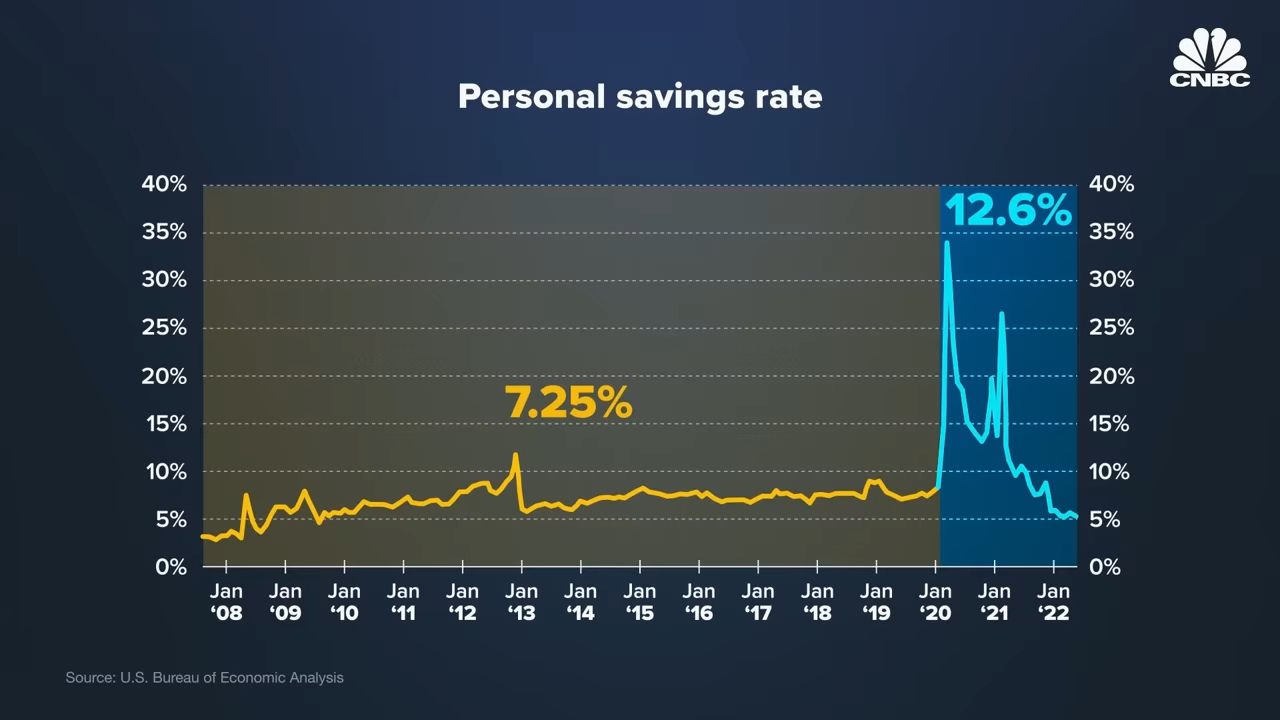 CNBC
Personal savings rate
40% 40%
12.6%
35% 35%
30% 30%
25% 25%
20% 20%
7.25%
15% 15%
10% 10%
5% 5%
0% 0%
Jan Jan Jan Jan Jan Jan Jan Jan Jan Jan Jan Jan Jan Jan Jan
‘08 ‘09 ‘10 ‘11 ‘12 ‘13 ‘14 ‘15 ‘16 ‘17 ‘18 ‘19 ‘20 ‘21 ‘22
Source: U.S. Bureau of Economic Analysis